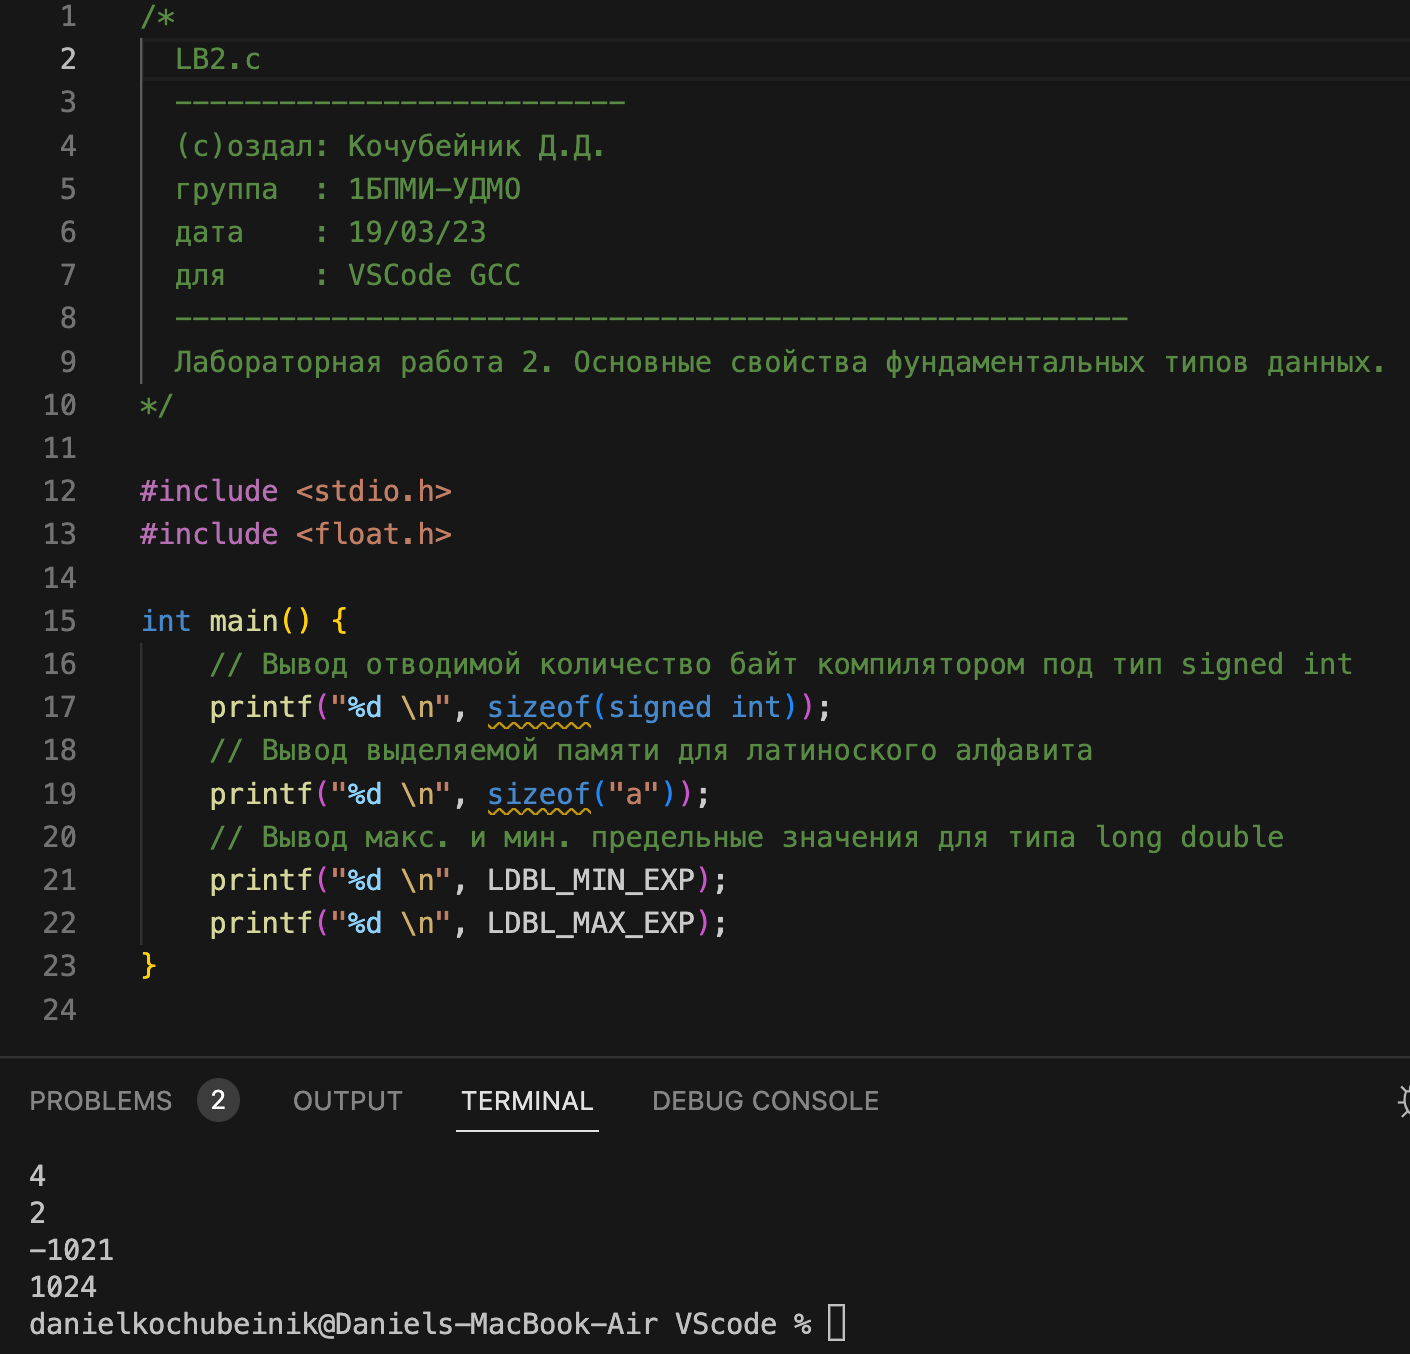 1 /*
2 LB2.c
3 --------------------------
4 (с)оздал: Кочубейник Д.Д.
5 группа  : 1БПМИ-УДМО
6 дата    : 19/03/23
7 для     : VSCode GCC
8 -------------------------------------------------------
9 Лабораторная работа 2. Основные свойства фундаментальных типов данных.
10 */
11
12 #include <stdio.h>
13 #include <float.h>
14
15 int main() {
16     // Вывод отводимой количество байт компилятором под тип signed int
17     printf("%d \n", sizeof(signed int));
18     // Вывод выделяемой памяти для латиноского алфавита
19     printf("%d \n", sizeof("a"));
20     // Вывод макс. и мин. предельные значения для типа long double
21     printf("%d \n", LDBL_MIN_EXP);
22     printf("%d \n", LDBL_MAX_EXP);
23 }
24
PROBLEMS 2 OUTPUT TERMINAL DEBUG CONSOLE
4
2
-1021
1024
danielkochubeinik@Daniels-MacBook-Air VScode %